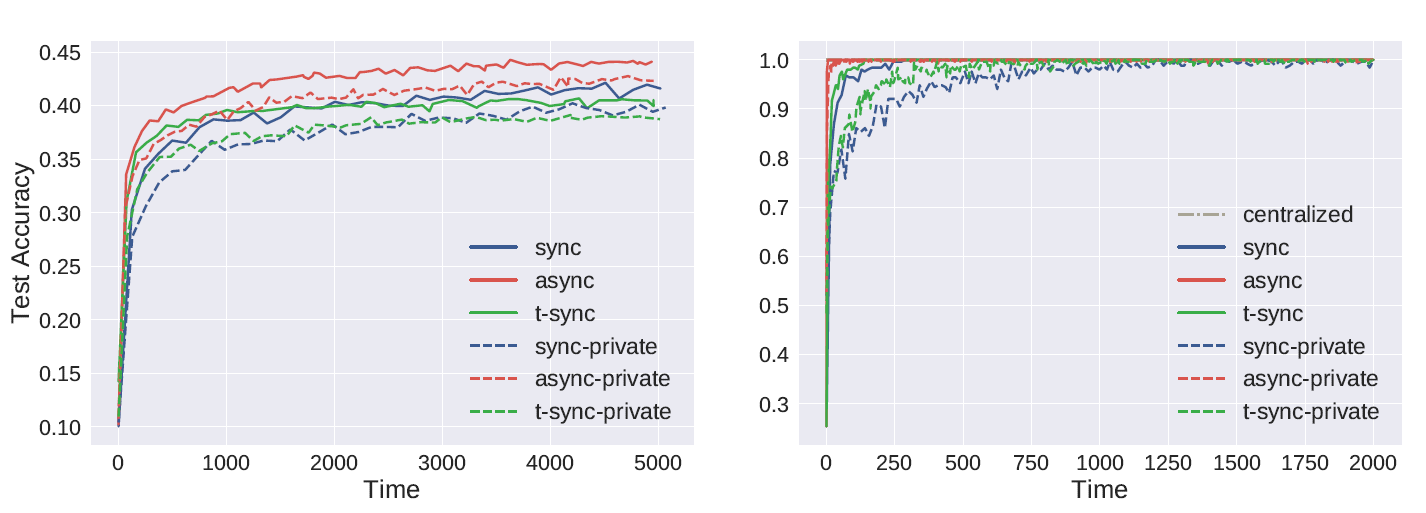 Test Accuracy
0.45
0.40
0.35
0.30
0.25
0.20
0.15
0.10
0
1000
2000
3000
4000
5000
Time
sync
async
t-sync
sync-private
async-private
t-sync-private
1.0
0.9
0.8
0.7
0.6
0.5
0.4
0.3
0
250
500
750
1000
1250
1500
1750
2000
Time
centralized
sync
async
t-sync
sync-private
async-private
t-sync-private